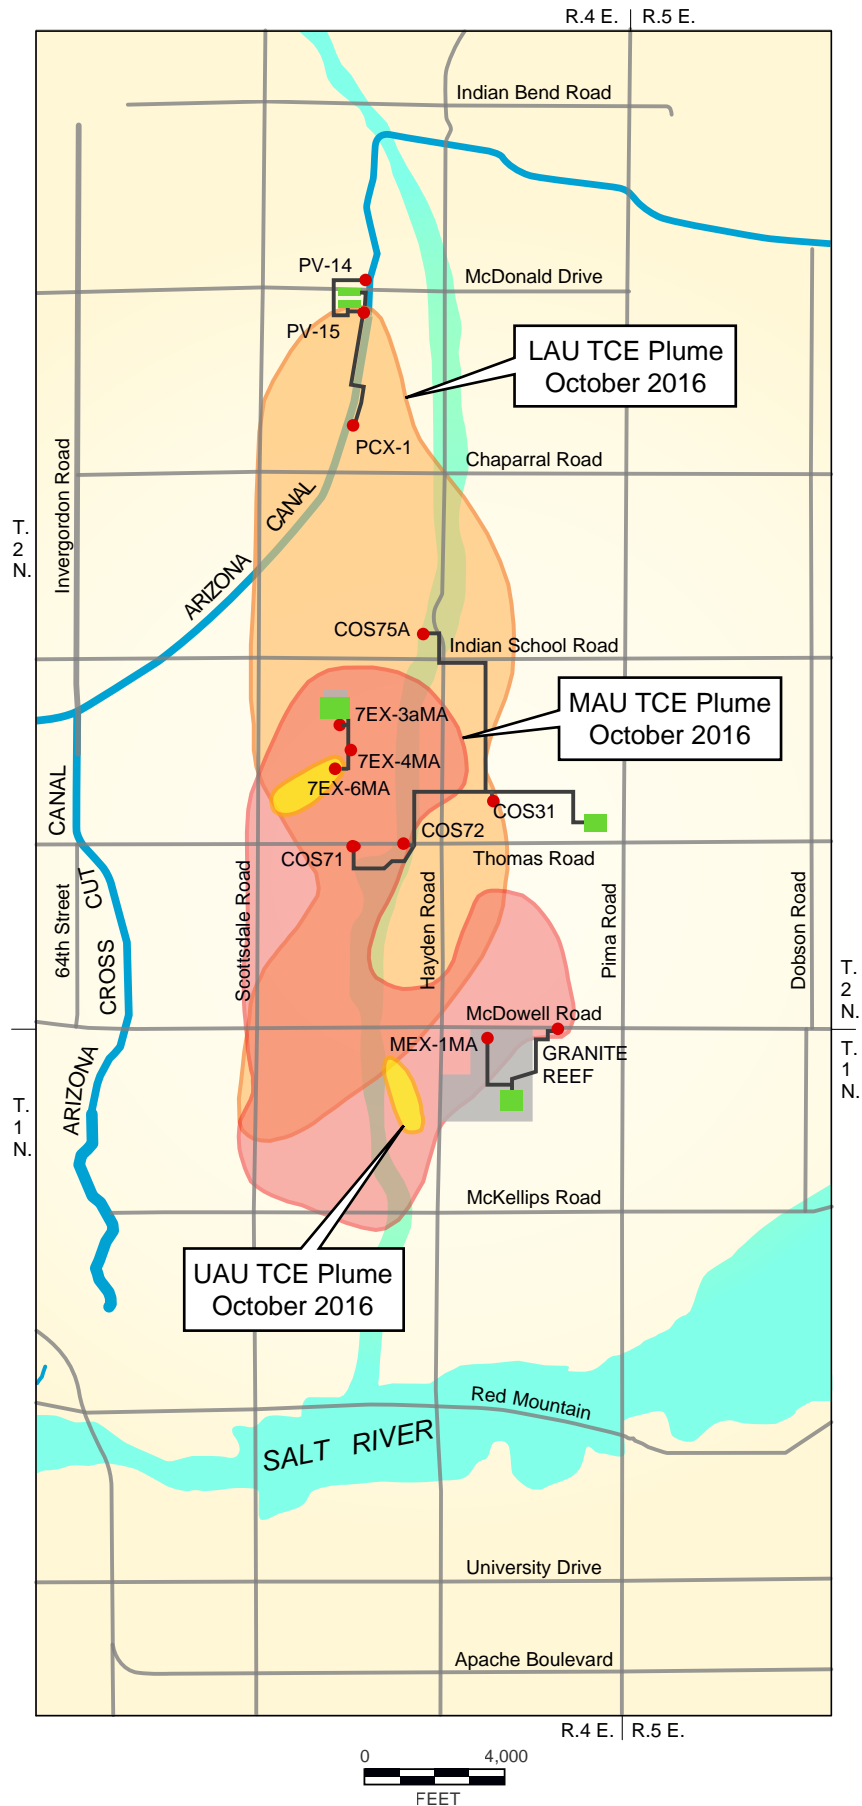 R.4 E. R.5 E.
Indian Bend Road
PV-14
McDonald Drive
PV-15
LAU TCE Plume
October 2016
PCX-1
Chaparral Road
Invergordon Road
ARIZONA CANAL
T.
2
N.
COS75A
Indian School Road
7EX-3aMA
MAU TCE Plume
October 2016
7EX-4MA
7EX-6MA
COS31
COS72
COS71
Thomas Road
64th Street
Scottsdale Road
Hayden Road
Pima Road
Dobson Road
ARIZONA CROSS CUT CANAL
T.
2
N.
McDowell Road
MEX-1MA
GRANITE
REEF
T.
1
N.
T.
1
N.
McKellips Road
UAU TCE Plume
October 2016
Red Mountain
SALT RIVER
University Drive
Apache Boulevard
R.4 E. R.5 E.
0 4,000
FEET